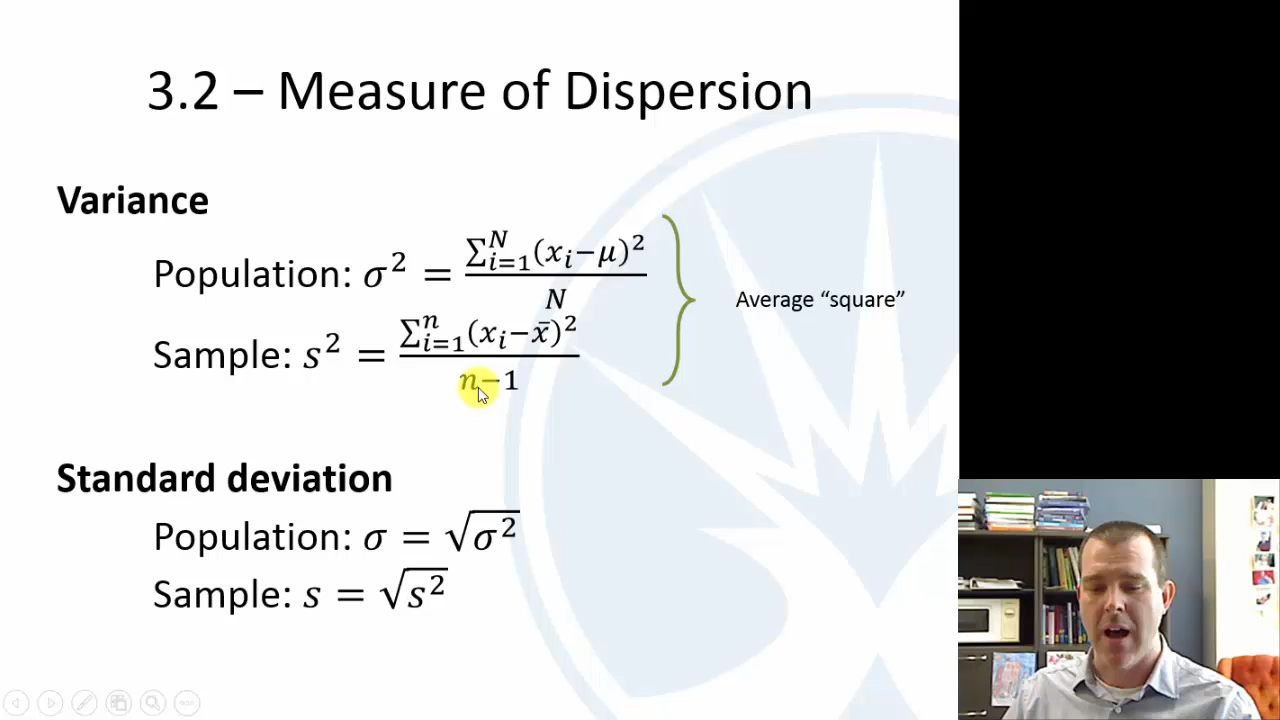 3.2 – Measure of Dispersion
Variance
Population: σ² = ∑ᵢ₌₁ᴺ(xᵢ−μ)² / N
Sample: s² = ∑ᵢ₌₁ⁿ(xᵢ−x̄)² / n−1
Average “square”
Standard deviation
Population: σ = √σ²
Sample: s = √s²